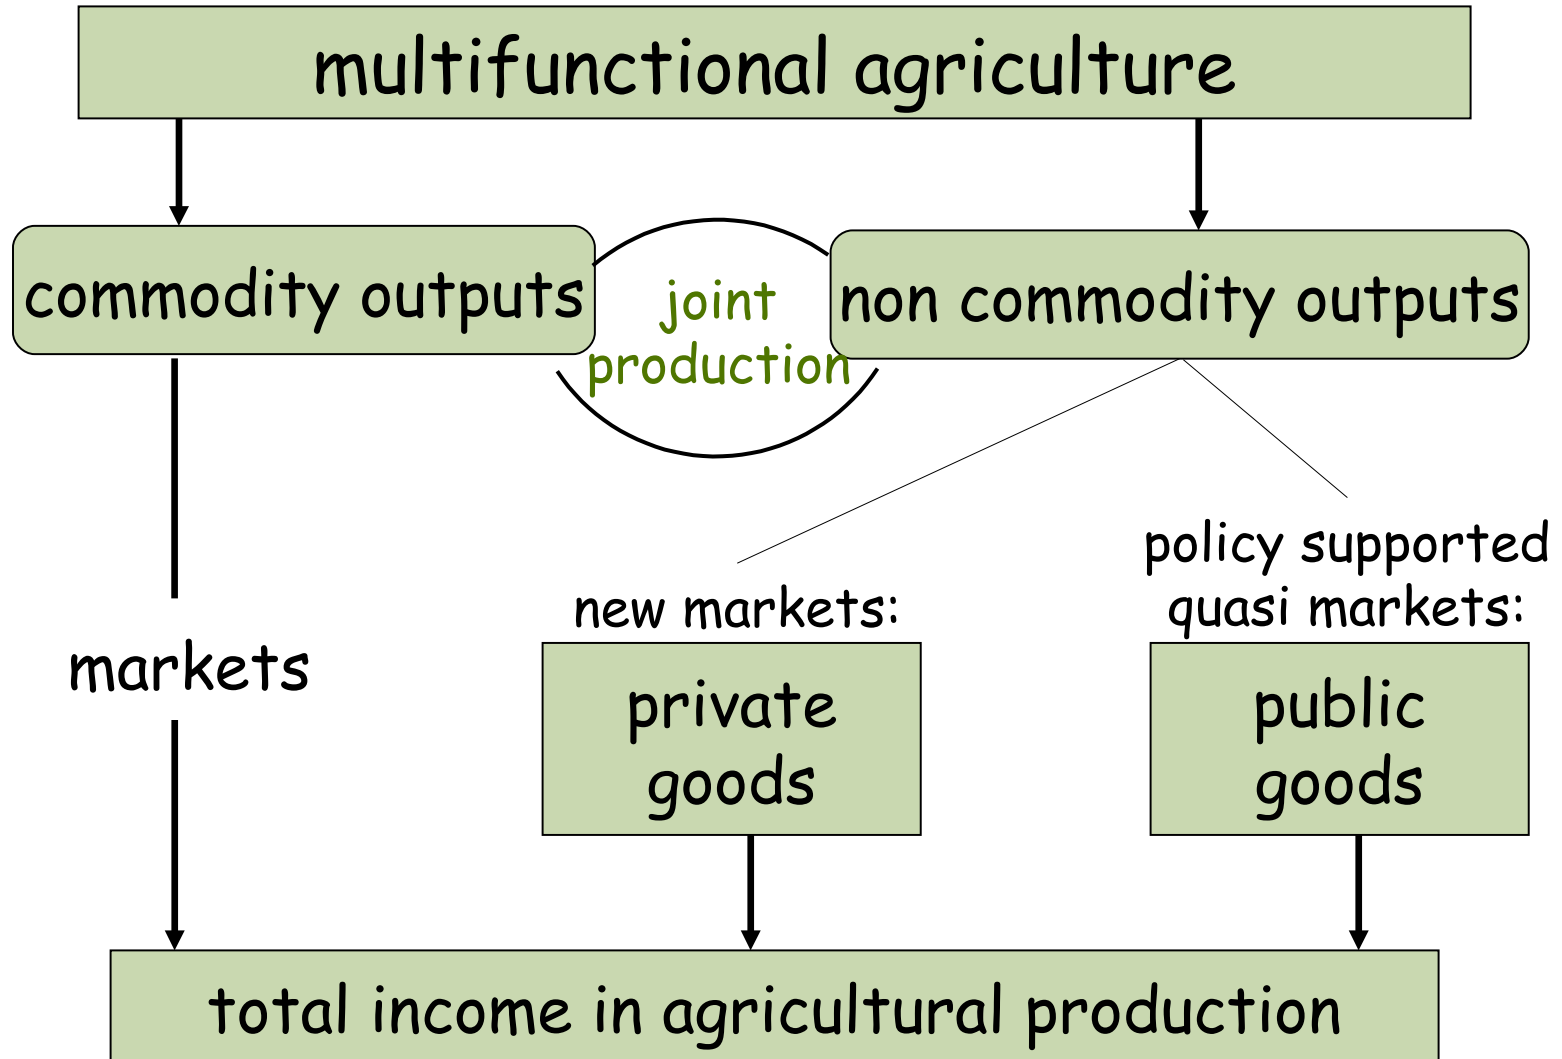 multifunctional agriculture
commodity outputs
joint
production
non commodity outputs
policy supported
quasi markets:
new markets:
markets
private
goods
public
goods
total income in agricultural production